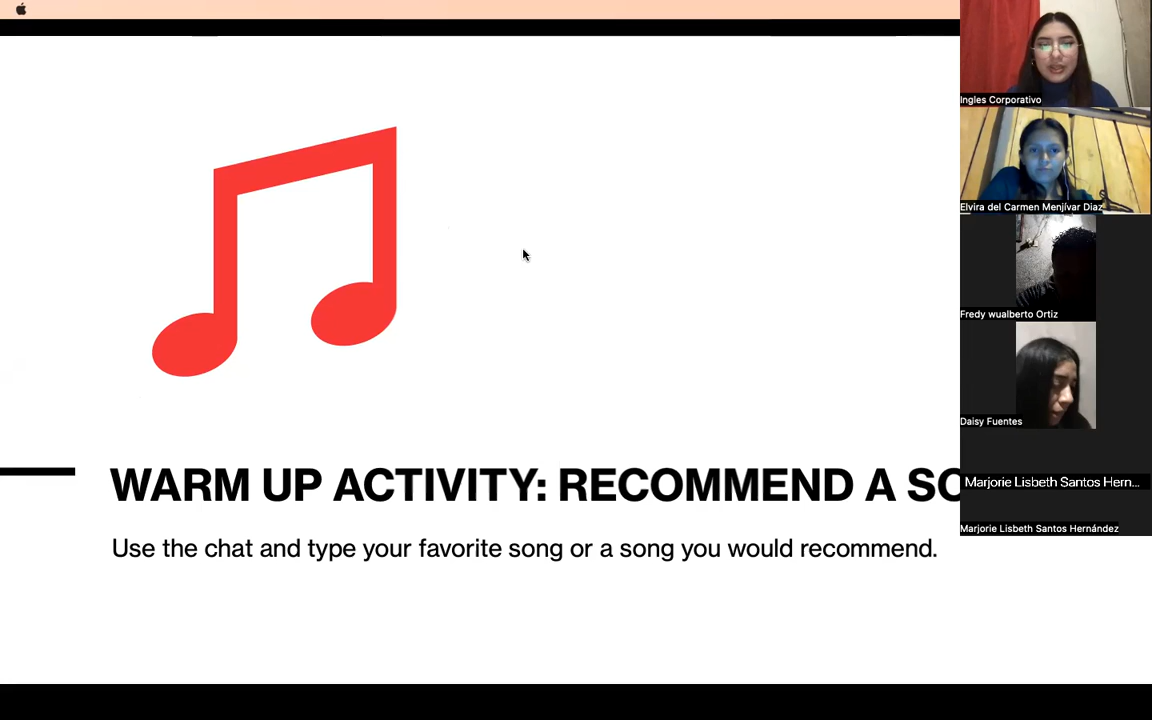 WARM UP ACTIVITY: RECOMMEND A SO
Use the chat and type your favorite song or a song you would recommend.
Ingles Corporativo
Elvira del Carmen Menjívar Diaz
Fredy wualberto Ortiz
Daisy Fuentes
Marjorie Lisbeth Santos Hern...
Marjorie Lisbeth Santos Hernández